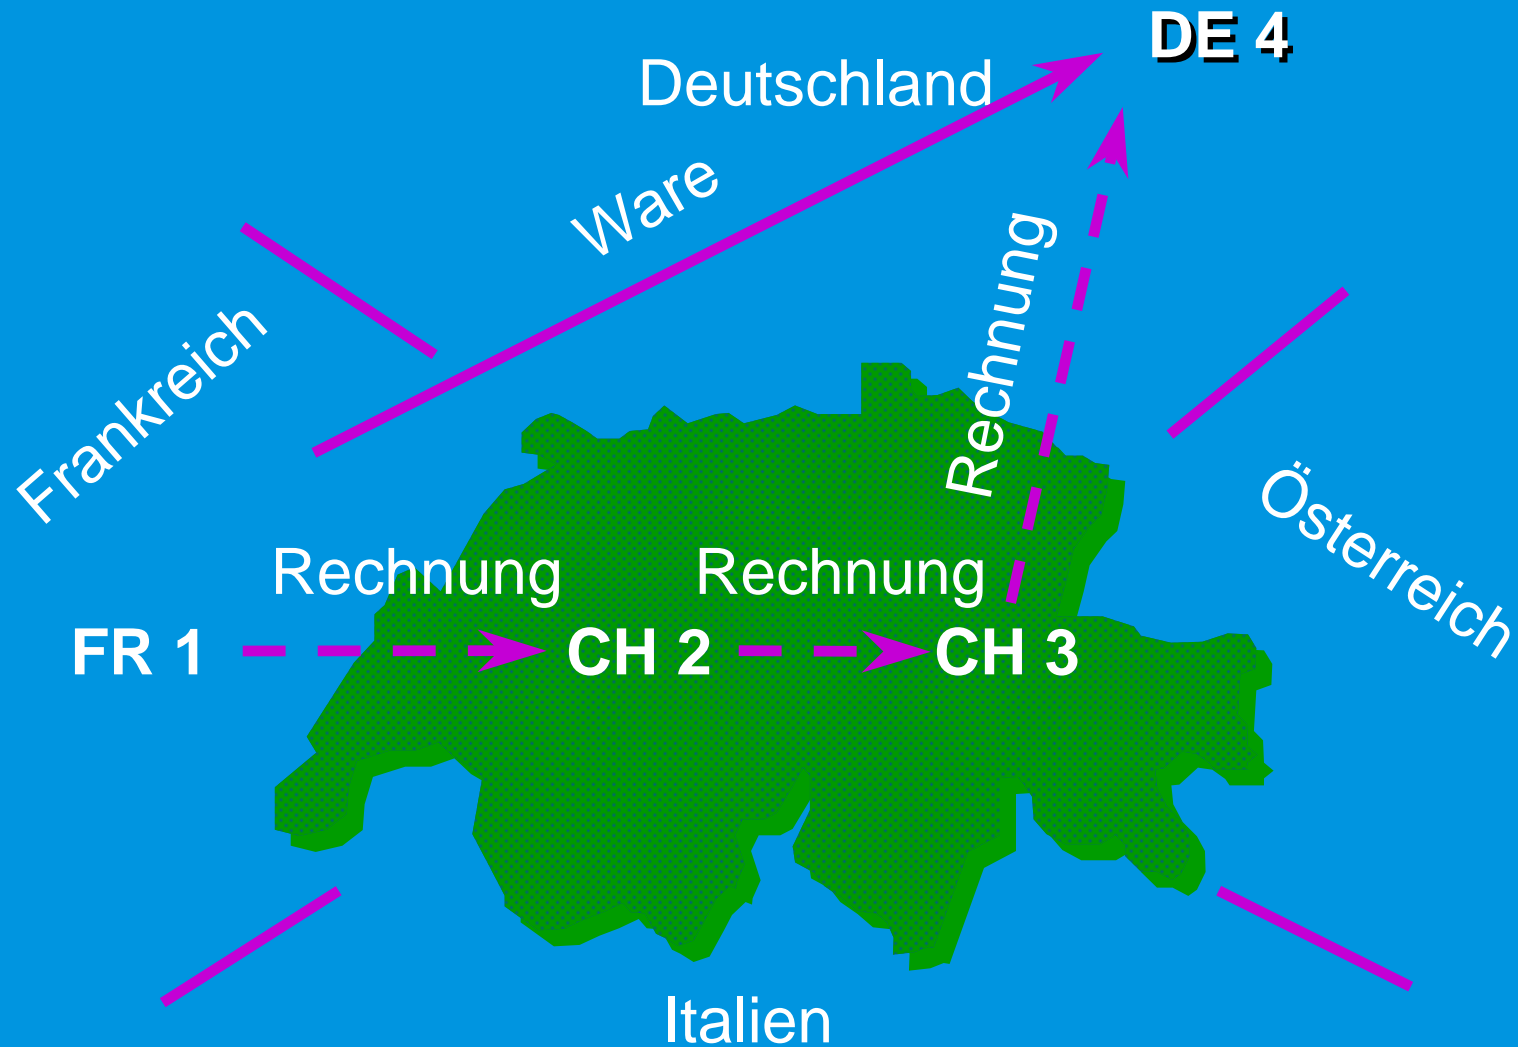 DE 4
Deutschland
Ware
Rechnung
Frankreich
Österreich
Rechnung
Rechnung
FR 1
CH 2
CH 3
Italien